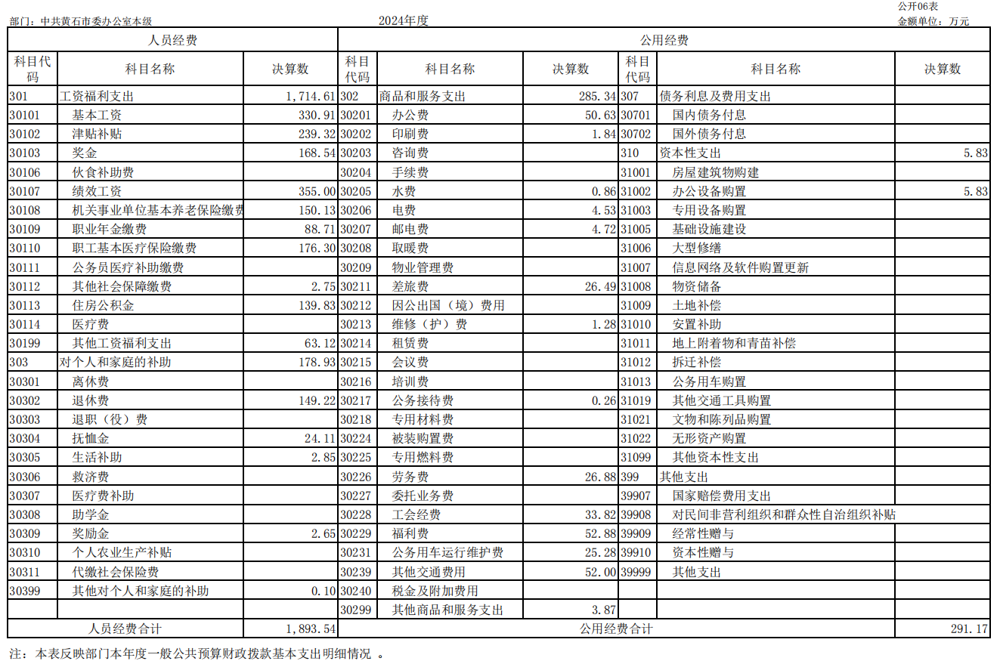 公开06表
部门：中共黄石市委办公室本级 2024年度 金额单位：万元
人员经费 公用经费
科目代码 科目名称 决算数 科目代码 科目名称 决算数 科目代码 科目名称 决算数
301 工资福利支出 1,714.61 302 商品和服务支出 285.34 307 债务利息及费用支出
30101 基本工资 330.91 30201 办公费 50.63 30701 国内债务付息
30102 津贴补贴 239.32 30202 印刷费 1.84 30702 国外债务付息
30103 奖金 168.54 30203 咨询费 310 资本性支出 5.83
30106 伙食补助费 30204 手续费 31001 房屋建筑物购建
30107 绩效工资 355.00 30205 水费 0.86 31002 办公设备购置 5.83
30108 机关事业单位基本养老保险缴费 150.13 30206 电费 4.53 31003 专用设备购置
30109 职业年金缴费 88.71 30207 邮电费 4.72 31005 基础设施建设
30110 职工基本医疗保险缴费 176.30 30208 取暖费 31006 大型修缮
30111 公务员医疗补助缴费 30209 物业管理费 31007 信息网络及软件购置更新
30112 其他社会保障缴费 2.75 30211 差旅费 26.49 31008 物资储备
30113 住房公积金 139.83 30212 因公出国（境）费用 31009 土地补偿
30114 医疗费 30213 维修（护）费 1.28 31010 安置补助
30199 其他工资福利支出 63.12 30214 租赁费 31011 地上附着物和青苗补偿
303 对个人和家庭的补助 178.93 30215 会议费 31012 拆迁补偿
30301 离休费 30216 培训费 31013 公务用车购置
30302 退休费 149.22 30217 公务接待费 0.26 31019 其他交通工具购置
30303 退职（役）费 30218 专用材料费 31021 文物和陈列品购置
30304 抚恤金 24.11 30224 被装购置费 31022 无形资产购置
30305 生活补助 2.85 30225 专用燃料费 31099 其他资本性支出
30306 救济费 30226 劳务费 26.88 399 其他支出
30307 医疗费补助 30227 委托业务费 39907 国家赔偿费用支出
30308 助学金 30228 工会经费 33.82 39908 对民间非营利组织和群众性自治组织补贴
30309 奖励金 2.65 30229 福利费 52.88 39909 经常性赠与
30310 个人农业生产补贴 30231 公务用车运行维护费 25.28 39910 资本性赠与
30311 代缴社会保险费 30239 其他交通费用 52.00 39999 其他支出
30399 其他对个人和家庭的补助 0.10 30240 税金及附加费用
30299 其他商品和服务支出 3.87
人员经费合计 1,893.54 公用经费合计 291.17
注：本表反映部门本年度一般公共预算财政拨款基本支出明细情况 。